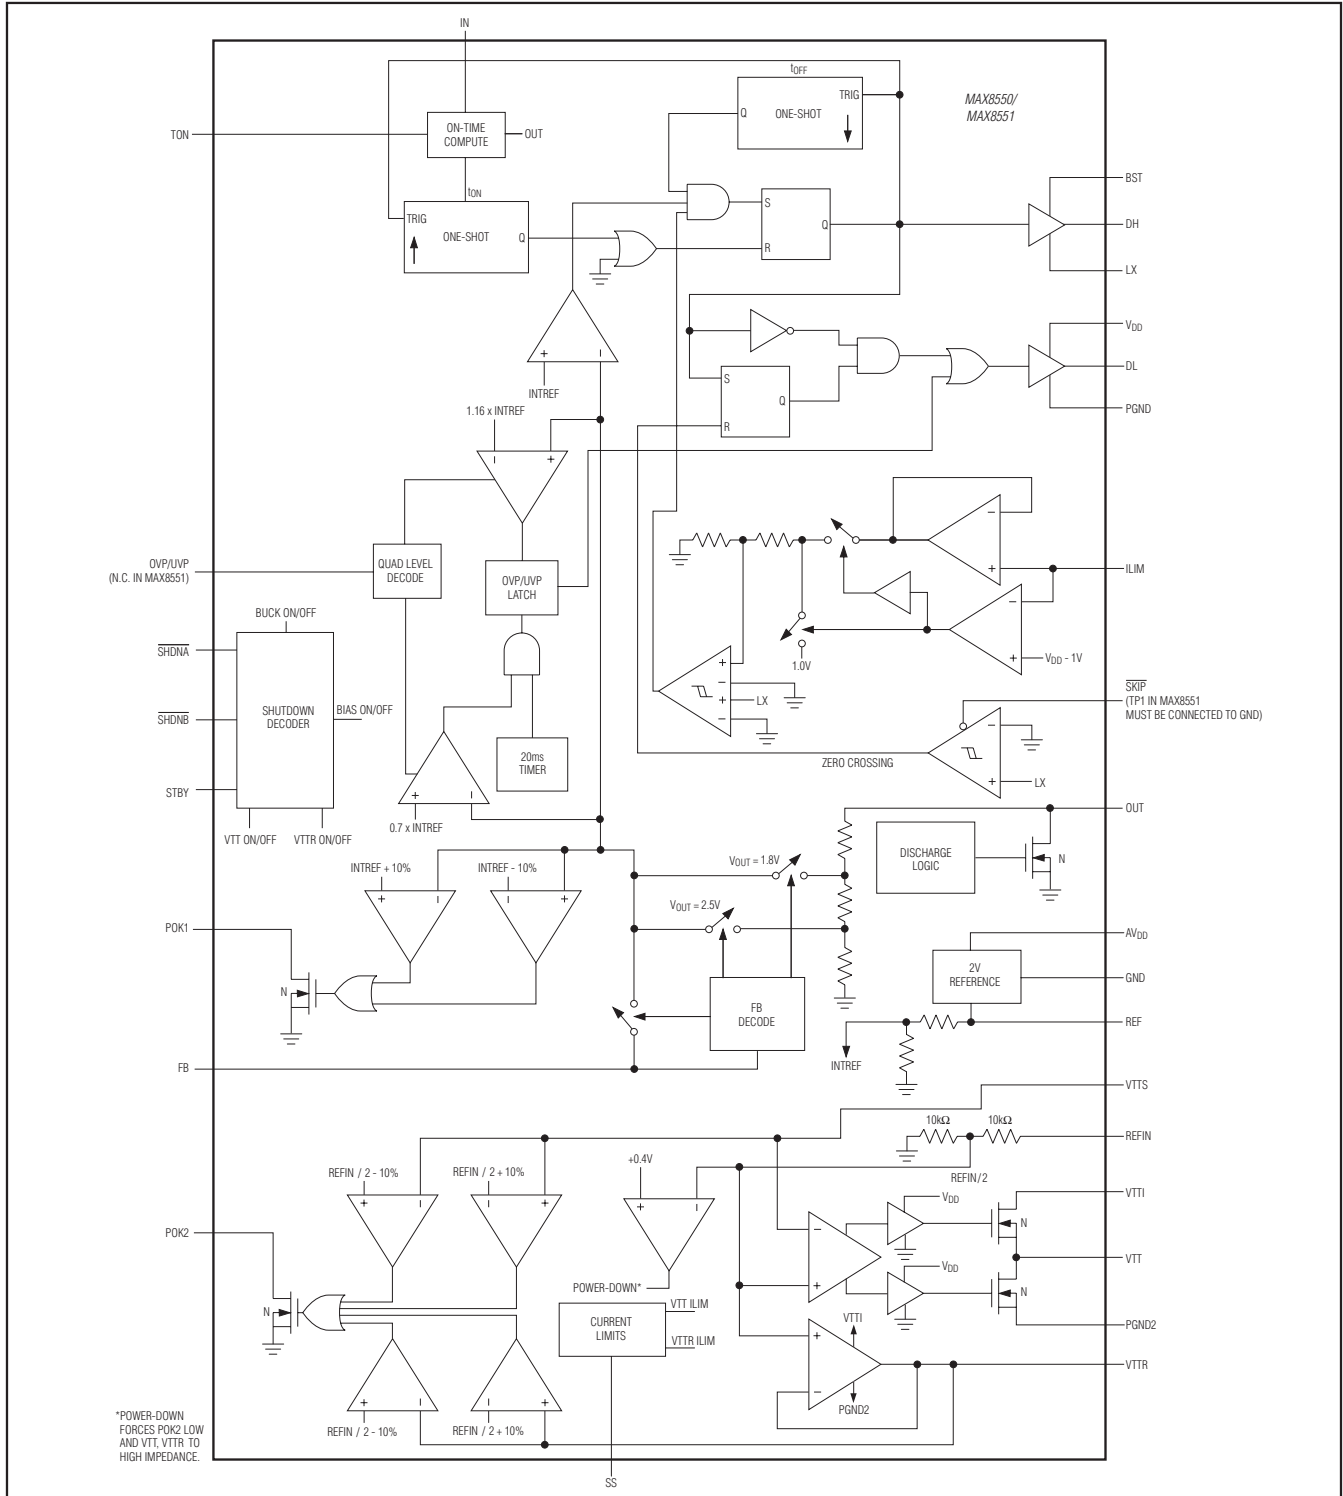 IN
tOFF
TRIG
Q
ONE-SHOT
MAX8550/
MAX8551
TON
ON-TIME
COMPUTE
OUT
tON
TRIG
ONE-SHOT
Q
S
Q
R
BST
DH
LX
+
−
INTREF
VDD
DL
PGND
S
Q
R
1.16 x INTREF
−
+
OVP/UVP
(N.C. IN MAX8551)
QUAD LEVEL
DECODE
OVP/UVP
LATCH
−
+
ILIM
−
+
VDD - 1V
1.0V
BUCK ON/OFF
SHDNA
SHDNB
STBY
SHUTDOWN
DECODER
BIAS ON/OFF
VTT ON/OFF
VTTR ON/OFF
20ms
TIMER
+
−
0.7 x INTREF
+
−
+
−
LX
SKIP
(TP1 IN MAX8551
MUST BE CONNECTED TO GND)
ZERO CROSSING
−
+
LX
OUT
DISCHARGE
LOGIC
N
INTREF + 10%
INTREF - 10%
+
−
−
+
VOUT = 1.8V
VOUT = 2.5V
POK1
N
FB
DECODE
FB
AVDD
2V
REFERENCE
GND
REF
INTREF
VTTS
10kΩ
10kΩ
REFIN
REFIN/2
REFIN / 2 - 10%
REFIN / 2 + 10%
+0.4V
+
−
−
+
+
−
POK2
N
POWER-DOWN*
CURRENT
LIMITS
VTT ILIM
VTTR ILIM
−
+
VDD
VDD
N
N
VTTI
VTT
PGND2
VTTI
+
−
PGND2
VTTR
+
−
−
+
REFIN / 2 - 10%
REFIN / 2 + 10%
*POWER-DOWN
FORCES POK2 LOW
AND VTT, VTTR TO
HIGH IMPEDANCE.
SS